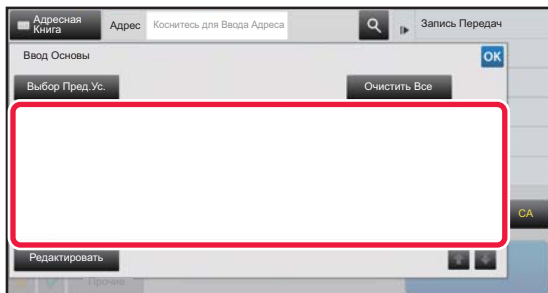 Адресная
Книга
Адрес
Коснитесь для Ввода Адреса
Запись Передач
Ввод Основы
OK
Выбор Пред.Ус.
Очистить Все
CA
Редактировать
Прочие